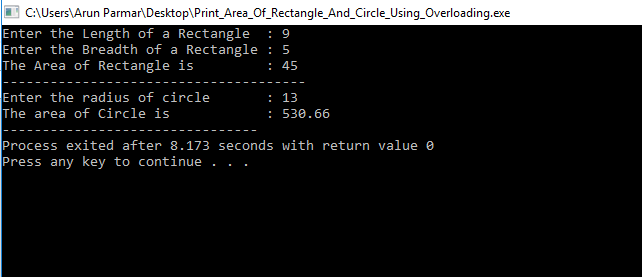 C:\Users\Arun Parmar\Desktop\Print_Area_Of_Rectangle_And_Circle_Using_Overloading.exe
Enter the Length of a Rectangle  : 9
Enter the Breadth of a Rectangle : 5
The Area of Rectangle is         : 45
--------------------------------------
Enter the radius of circle       : 13
The area of Circle is            : 530.66
--------------------------------
Process exited after 8.173 seconds with return value 0
Press any key to continue . . .